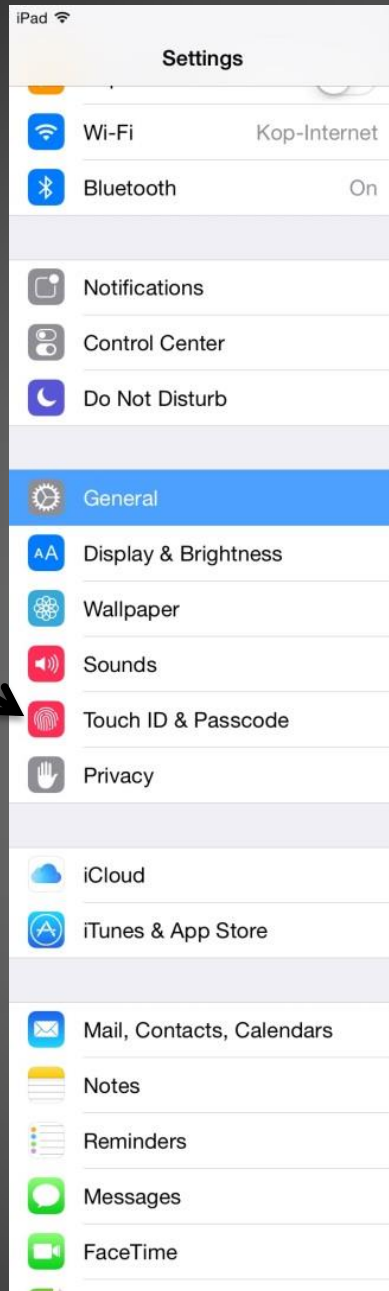 iPad
Settings
Wi-Fi Kop-Internet
Bluetooth On
Notifications
Control Center
Do Not Disturb
General
AA Display & Brightness
Wallpaper
Sounds
Touch ID & Passcode
Privacy
iCloud
iTunes & App Store
Mail, Contacts, Calendars
Notes
Reminders
Messages
FaceTime